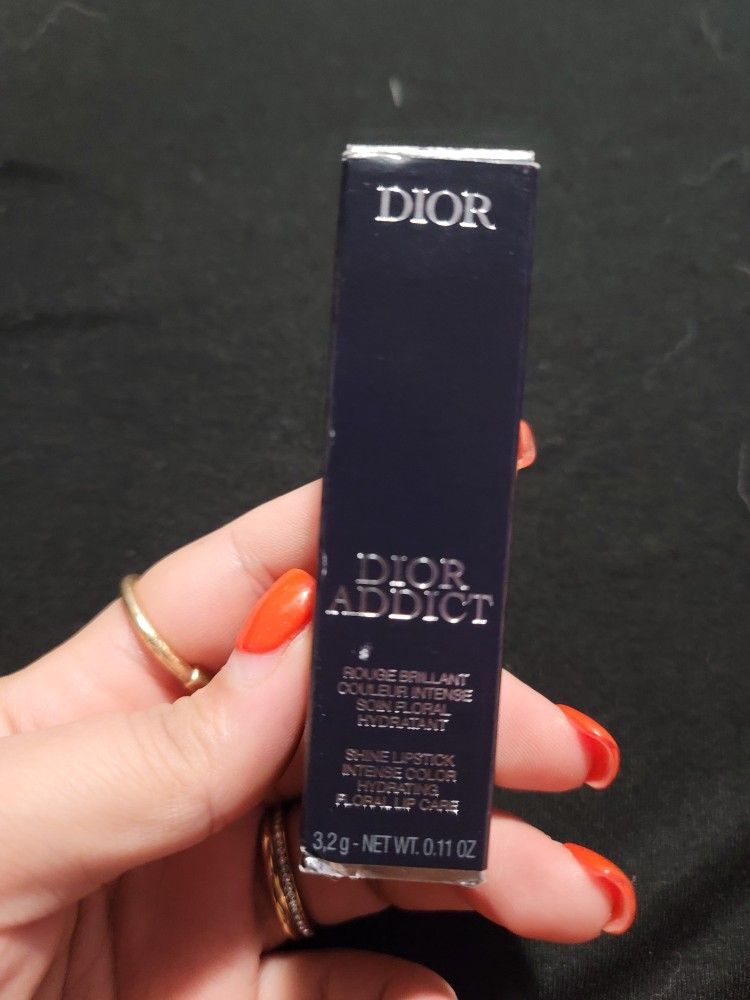 DIOR
DIOR
ADDICT
ROUGE BRILLANT
COULEUR INTENSE
SOIN FLORAL
HYDRATANT
SHINE LIPSTICK
INTENSE COLOR
HYDRATING
FLORAL LIP CARE
3,2 g - NET WT. 0.11 OZ